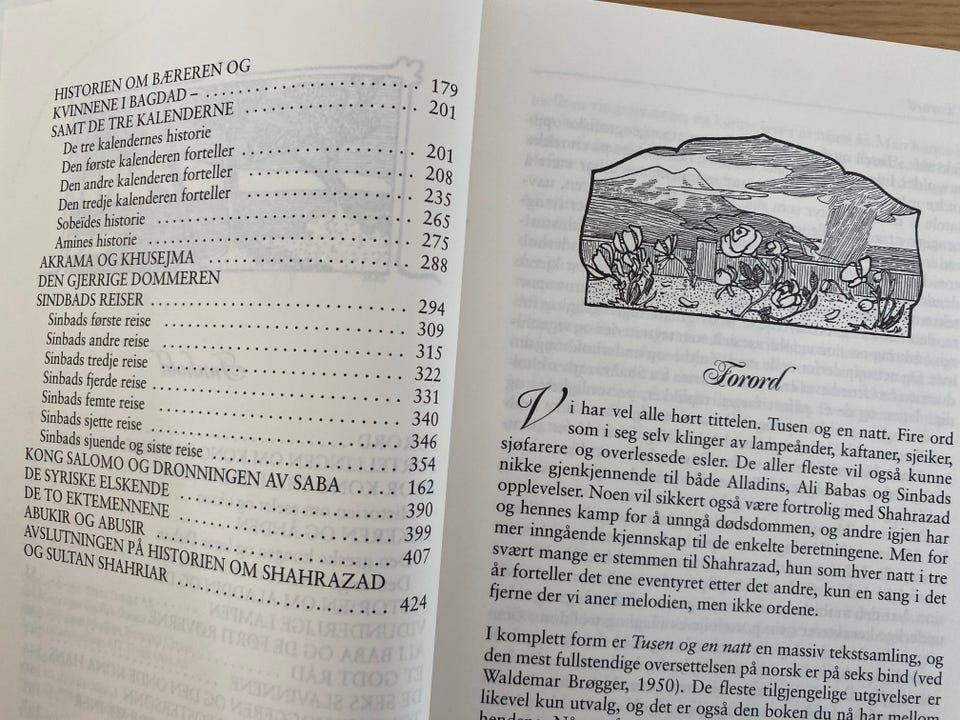 HISTORIEN OM BÆREREN OG
KVINNENE I BAGDAD – .......... 179
SAMT DE TRE KALENDERNE .......... 201
De tre kalendernes historie
Den første kalenderen forteller .......... 201
Den andre kalenderen forteller .......... 208
Den tredje kalenderen forteller .......... 235
Sobeïdes historie .......... 265
Amines historie .......... 275
AKRAMA OG KHUSEJMA .......... 288
DEN GJERRIGE DOMMEREN
SINDBADS REISER .......... 294
Sinbads første reise .......... 309
Sinbads andre reise .......... 315
Sinbads tredje reise .......... 322
Sinbads fjerde reise .......... 331
Sinbads femte reise .......... 340
Sinbads sjette reise .......... 346
Sinbads sjuende og siste reise .......... 354
KONG SALOMO OG DRONNINGEN AV SABA .......... 162
DE SYRISKE ELSKENDE .......... 390
DE TO EKTEMENNENE .......... 399
ABUKIR OG ABUSIR .......... 407
AVSLUTNINGEN PÅ HISTORIEN OM SHAHRAZAD
OG SULTAN SHAHRIAR .......... 424
Forord
Vi har vel alle hørt tittelen. Tusen og en natt. Fire ord
som i seg selv klinger av lampeånder, kaftaner, sjeiker,
sjøfarere og overlessede esler. De aller fleste vil også kunne
nikke gjenkjennende til både Alladins, Ali Babas og Sinbads
opplevelser. Noen vil sikkert også være fortrolig med Shahrazad
og hennes kamp for å unngå dødsdommen, og andre igjen har
mer inngående kjennskap til de enkelte beretningene. Men for
svært mange er stemmen til Shahrazad, hun som hver natt i tre
år forteller det ene eventyret etter det andre, kun en sang i det
fjerne der vi aner melodien, men ikke ordene.
I komplett form er Tusen og en natt en massiv tekstsamling, og
den mest fullstendige oversettelsen på norsk er på seks bind (ved
Waldemar Brøgger, 1950). De fleste tilgjengelige utgivelser er
likevel kun utvalg, og det er også den boken du nå har mellom